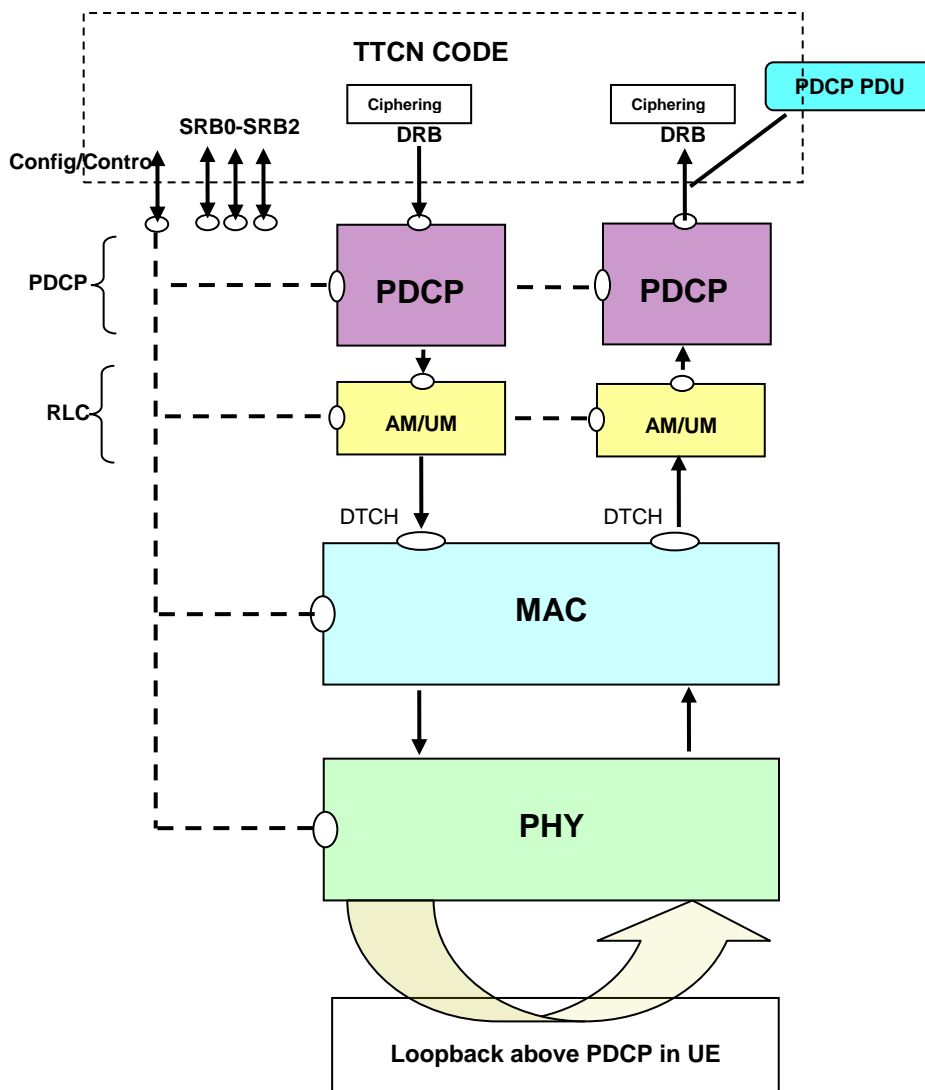 TTCN CODE
PDCP PDU
Ciphering
Ciphering
DRB
DRB
SRB0-SRB2
Config/Contro
PDCP
PDCP
PDCP
RLC
AM/UM
AM/UM
DTCH
DTCH
MAC
PHY
Loopback above PDCP in UE